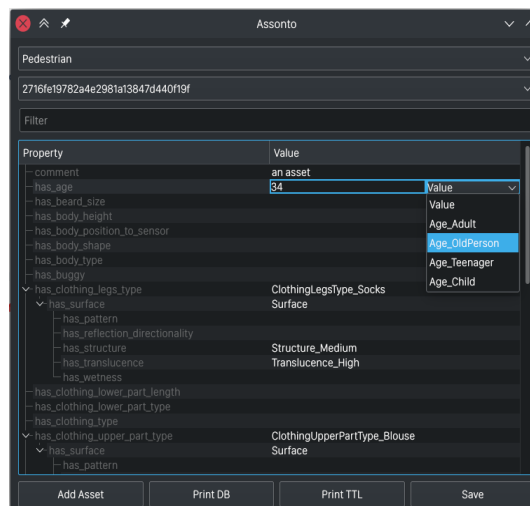 Assonto
Pedestrian
2716fe19782a4e2981a13847d440f19f
Filter
Property Value
comment an asset
has_age 34 Value
has_beard_size Value
has_body_height Age_Adult
has_body_position_to_sensor Age_OldPerson
has_body_shape Age_Teenager
has_body_type Age_Child
has_buggy
has_clothing_legs_type ClothingLegsType_Socks
has_surface Surface
has_pattern
has_reflection_directionality
has_structure Structure_Medium
has_translucence Translucence_High
has_wetness
has_clothing_lower_part_length
has_clothing_lower_part_type
has_clothing_type
has_clothing_upper_part_type ClothingUpperPartType_Blouse
has_surface Surface
has_pattern
Add Asset Print DB Print TTL Save